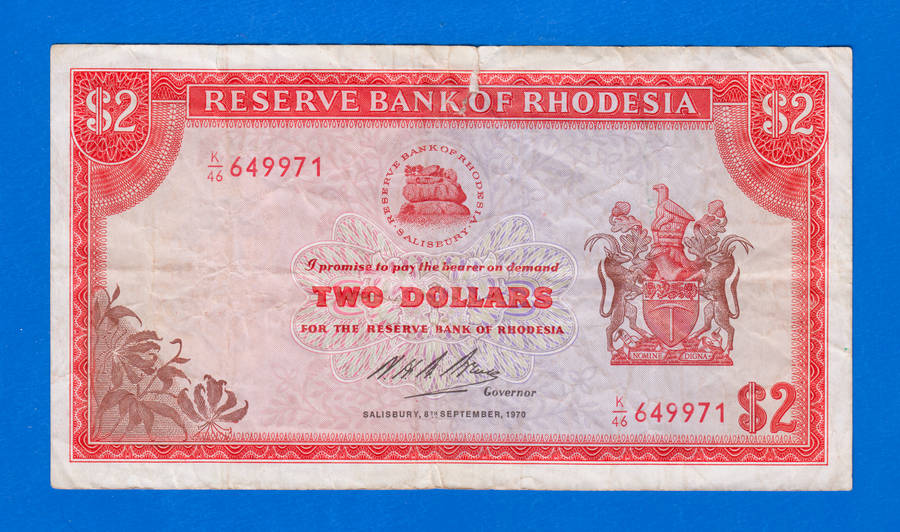 $2
RESERVE BANK OF RHODESIA
$2
K/46 649971
RESERVE BANK OF RHODESIA
SALISBURY
I promise to pay the bearer on demand
TWO DOLLARS
FOR THE RESERVE BANK OF RHODESIA
Governor
SALISBURY, 8TH SEPTEMBER, 1970
NOMINE DIGNA
K/46 649971
$2